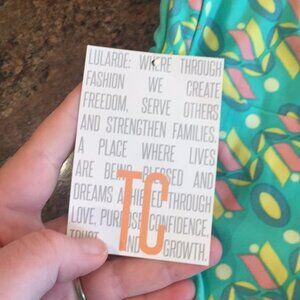 LULAROE: WHERE THROUGH
FASHION WE CREATE
FREEDOM, SERVE OTHERS
AND STRENGTHEN FAMILIES.
A PLACE WHERE LIVES
ARE BEING BLESSED AND
DREAMS ACHIEVED THROUGH
LOVE, PURPOSE, CONFIDENCE,
TRUST AND GROWTH.
TC